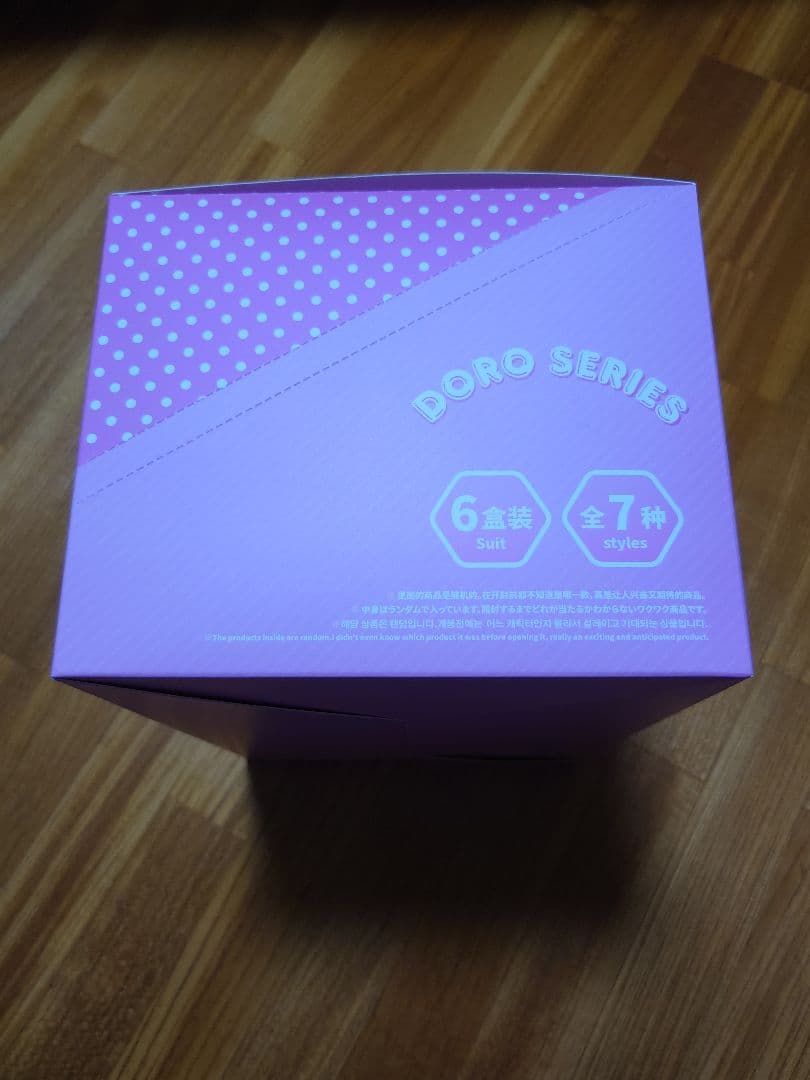 DORO SERIES
6盒装
Suit
全7种
styles
※里面的商品是随机的，在开封前都不知道是哪一款，真是让人兴奋又期待的商品。
※中身はランダムで入っています。開封するまでどれが当たるかわからないワクワク商品です。
※해당 상품은 랜덤입니다. 개봉전에는 어느 캐릭터인지 몰라서 설레이고 기대되는 상품입니다.
※The products inside are random.I didn't even know which product it was before opening it, really an exciting and anticipated product.